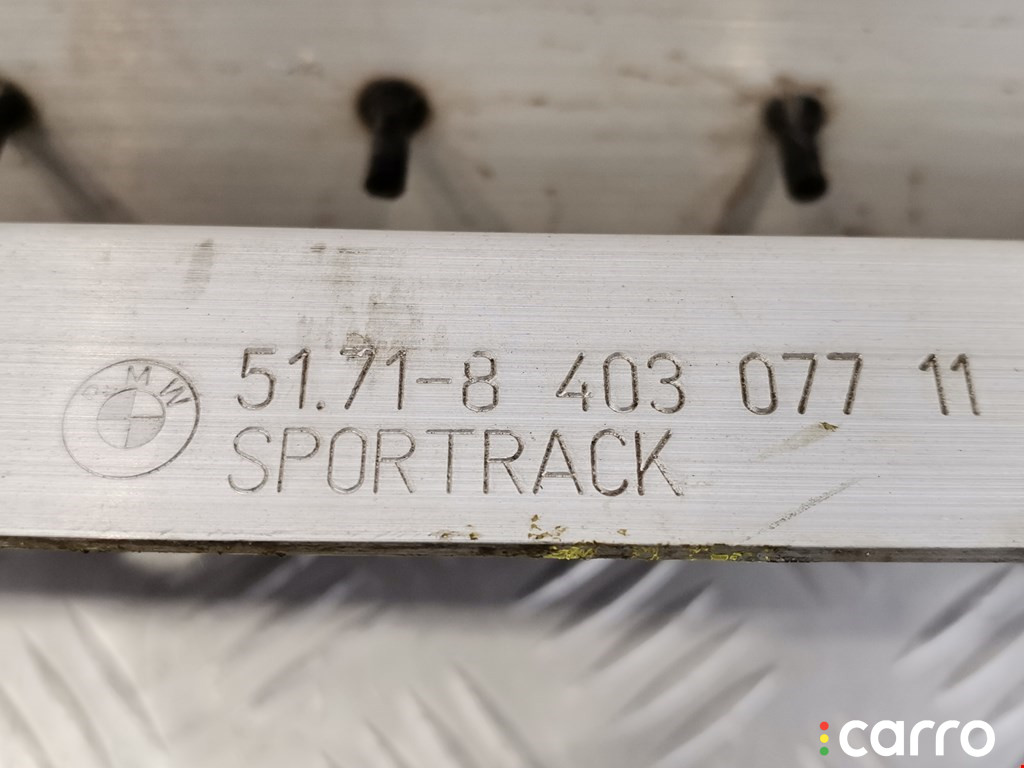 BMW
51.71-8 403 077 11
SPORTRACK
carro